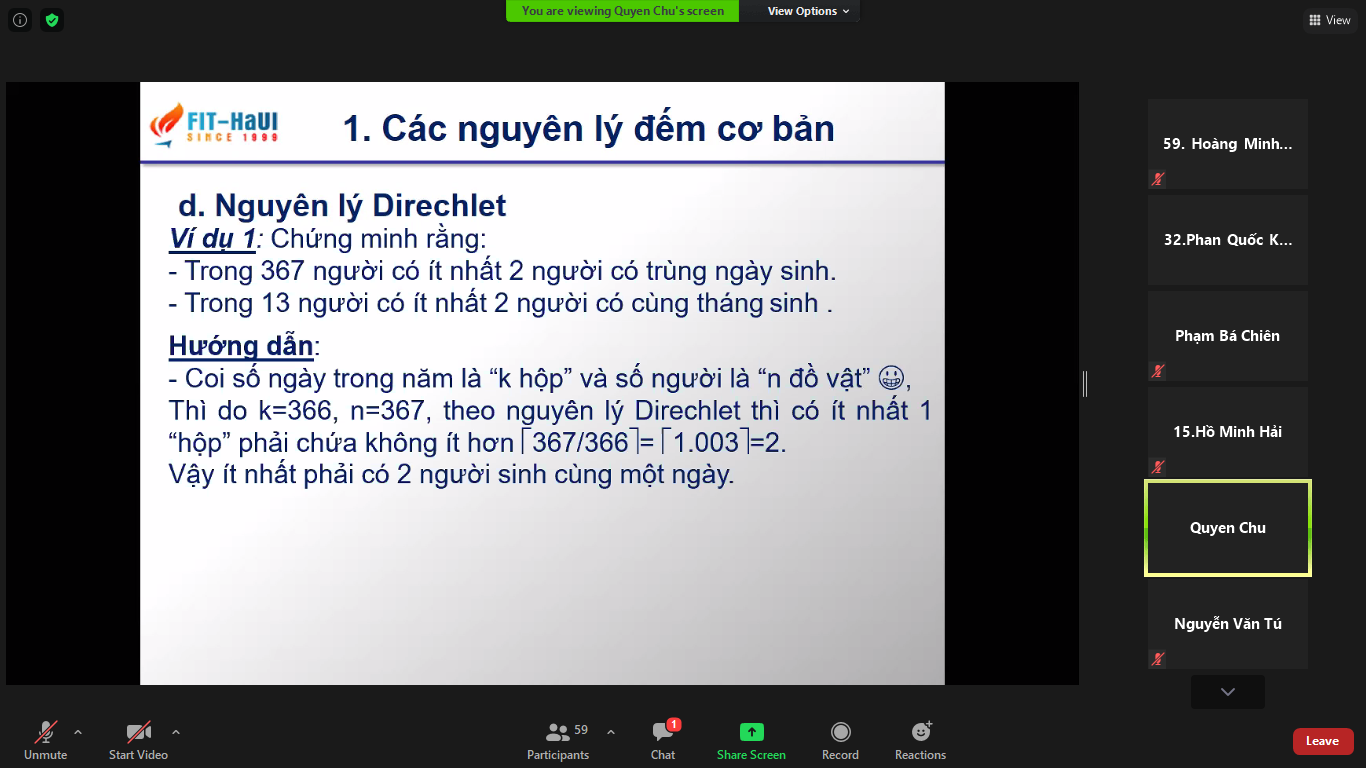 You are viewing Quyen Chu's screen
View Options
View
FIT-HaUI
SINCE 1999
1. Các nguyên lý đếm cơ bản
d. Nguyên lý Direchlet
Ví dụ 1: Chứng minh rằng:
- Trong 367 người có ít nhất 2 người có trùng ngày sinh.
- Trong 13 người có ít nhất 2 người có cùng tháng sinh .
Hướng dẫn:
- Coi số ngày trong năm là “k hộp” và số người là “n đồ vật” 😀,
Thì do k=366, n=367, theo nguyên lý Direchlet thì có ít nhất 1
“hộp” phải chứa không ít hơn ⌈367/366⌉= ⌈1.003⌉=2.
Vậy ít nhất phải có 2 người sinh cùng một ngày.
59. Hoàng Minh...
32.Phan Quốc K...
Phạm Bá Chiên
15.Hồ Minh Hải
Quyen Chu
Nguyễn Văn Tú
Unmute
Start Video
59
Participants
1
Chat
Share Screen
Record
Reactions
Leave